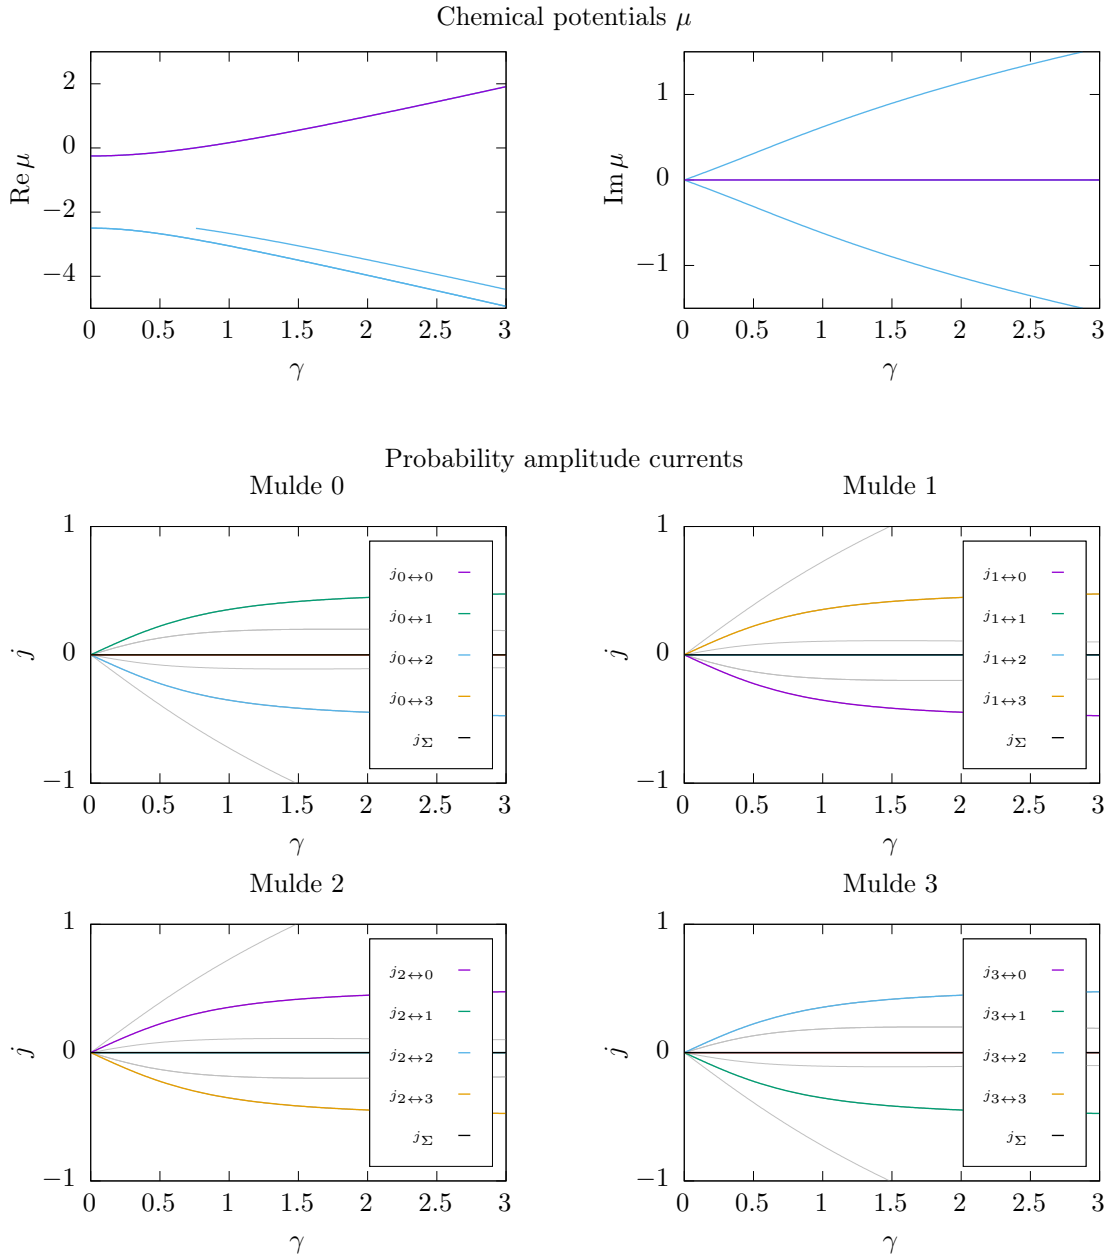 Chemical potentials μ
Re μ
2
0
−2
−4
0 0.5 1 1.5 2 2.5 3
γ
Im μ
1
0
−1
0 0.5 1 1.5 2 2.5 3
γ
Probability amplitude currents
Mulde 0
j
1
0
−1
j0↔0
j0↔1
j0↔2
j0↔3
jΣ
0 0.5 1 1.5 2 2.5 3
γ
Mulde 1
j
1
0
−1
j1↔0
j1↔1
j1↔2
j1↔3
jΣ
0 0.5 1 1.5 2 2.5 3
γ
Mulde 2
j
1
0
−1
j2↔0
j2↔1
j2↔2
j2↔3
jΣ
0 0.5 1 1.5 2 2.5 3
γ
Mulde 3
j
1
0
−1
j3↔0
j3↔1
j3↔2
j3↔3
jΣ
0 0.5 1 1.5 2 2.5 3
γ